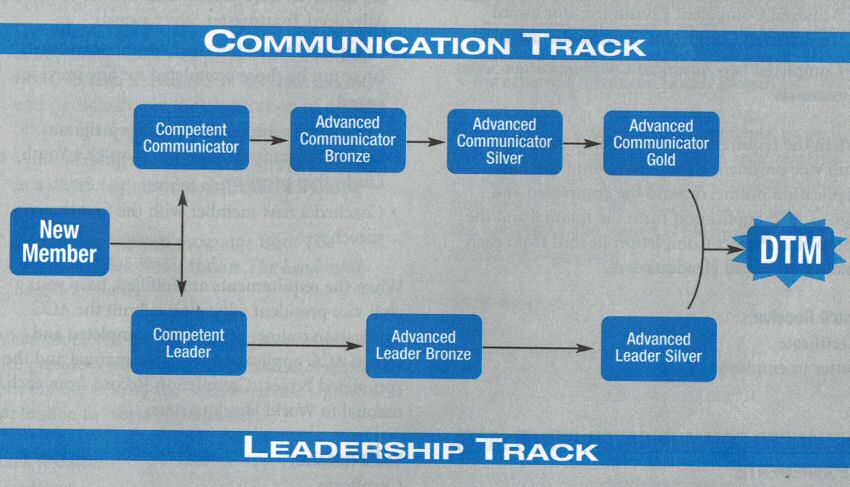 COMMUNICATION TRACK
Competent
Communicator
Advanced
Communicator
Bronze
Advanced
Communicator
Silver
Advanced
Communicator
Gold
New
Member
DTM
Competent
Leader
Advanced
Leader Bronze
Advanced
Leader Silver
LEADERSHIP TRACK